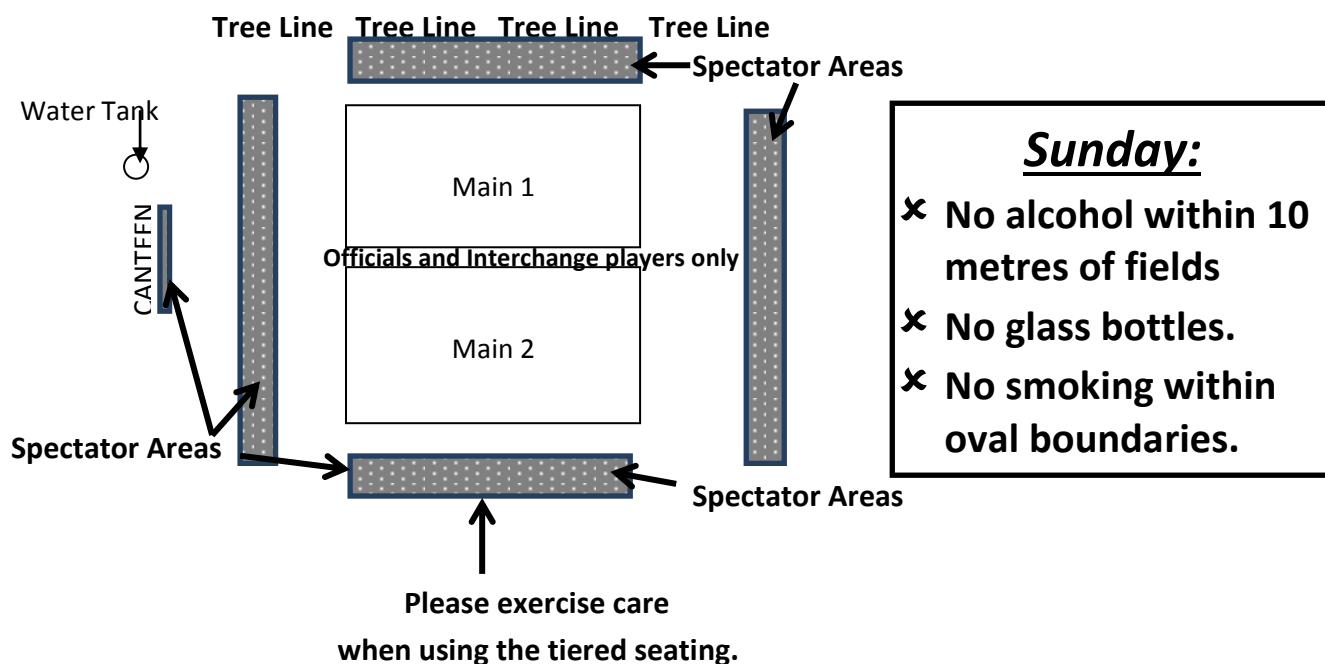 Tree Line Tree Line Tree Line Tree Line
Spectator Areas
Water Tank
Main 1
CANTEEN
Officials and Interchange players only
Main 2
Spectator Areas
Spectator Areas
Please exercise care
when using the tiered seating.
Sunday:
✘ No alcohol within 10
metres of fields
✘ No glass bottles.
✘ No smoking within
oval boundaries.